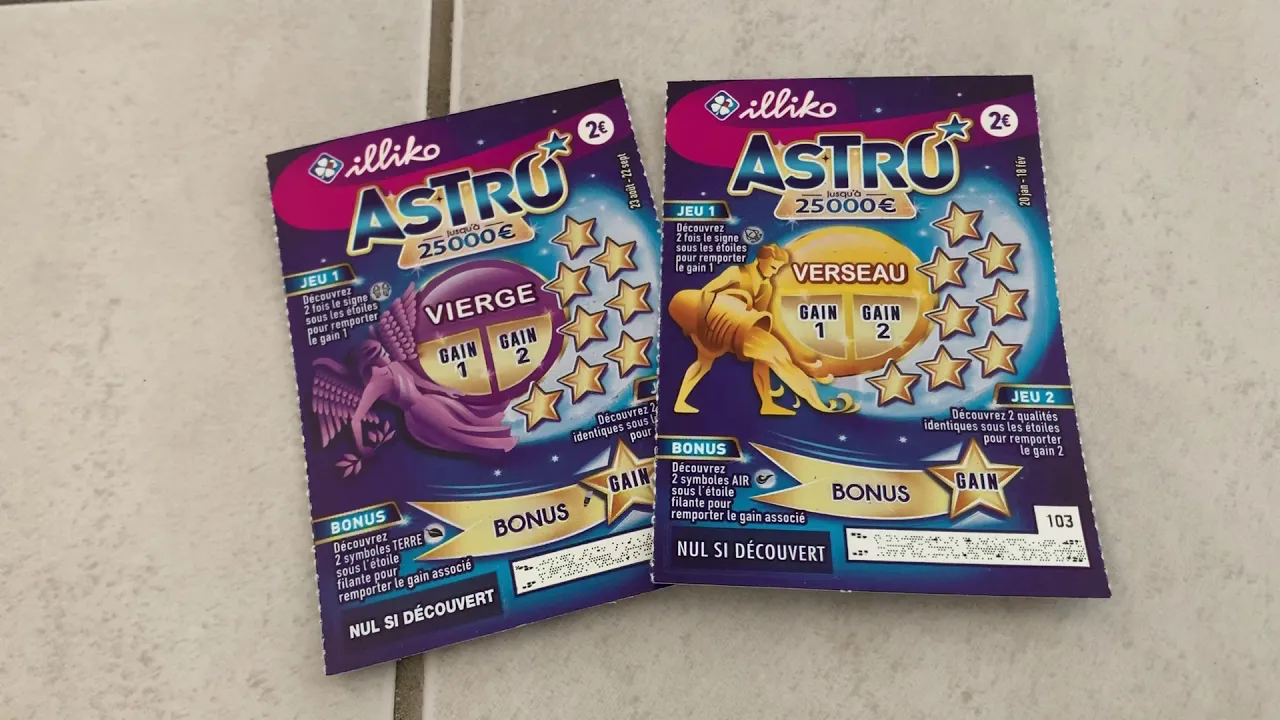 illiko
2€
ASTRO
23 août - 22 sept
jusqu'à
25000€
JEU 1
Découvrez
2 fois le signe
sous les étoiles
pour remporter
le gain 1
VIERGE
GAIN
1
GAIN
2
Découvrez 2
identiques sous l
pour
BONUS
Découvrez
2 symboles TERRE
sous l'étoile
filante pour
remporter le gain associé
BONUS
GAIN
NUL SI DÉCOUVERT
illiko
2€
ASTRO
20 jan - 18 fév
jusqu'à
25000€
JEU 1
Découvrez
2 fois le signe
sous les étoiles
pour remporter
le gain 1
VERSEAU
GAIN
1
GAIN
2
JEU 2
Découvrez 2 qualités
identiques sous les étoiles
pour remporter
le gain 2
BONUS
Découvrez
2 symboles AIR
sous l'étoile
filante pour
remporter le gain associé
BONUS
GAIN
103
NUL SI DÉCOUVERT